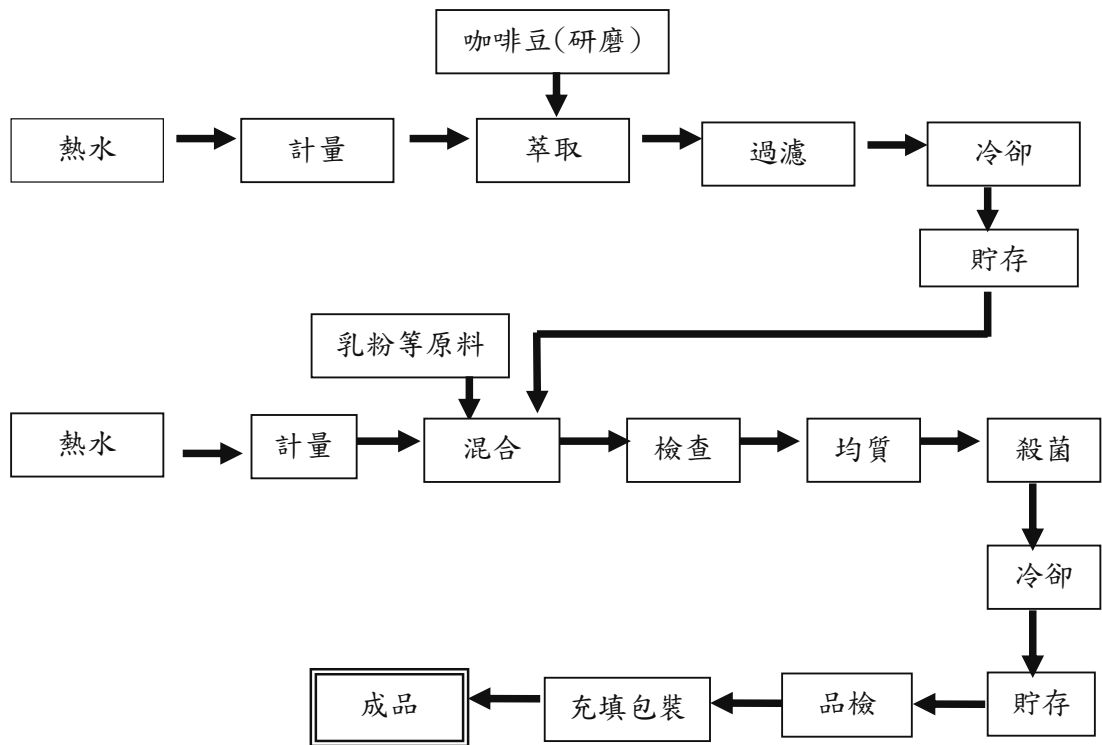 咖啡豆(研磨)
熱水
計量
萃取
過濾
冷卻
貯存
乳粉等原料
熱水
計量
混合
檢查
均質
殺菌
冷卻
成品
充填包裝
品檢
貯存